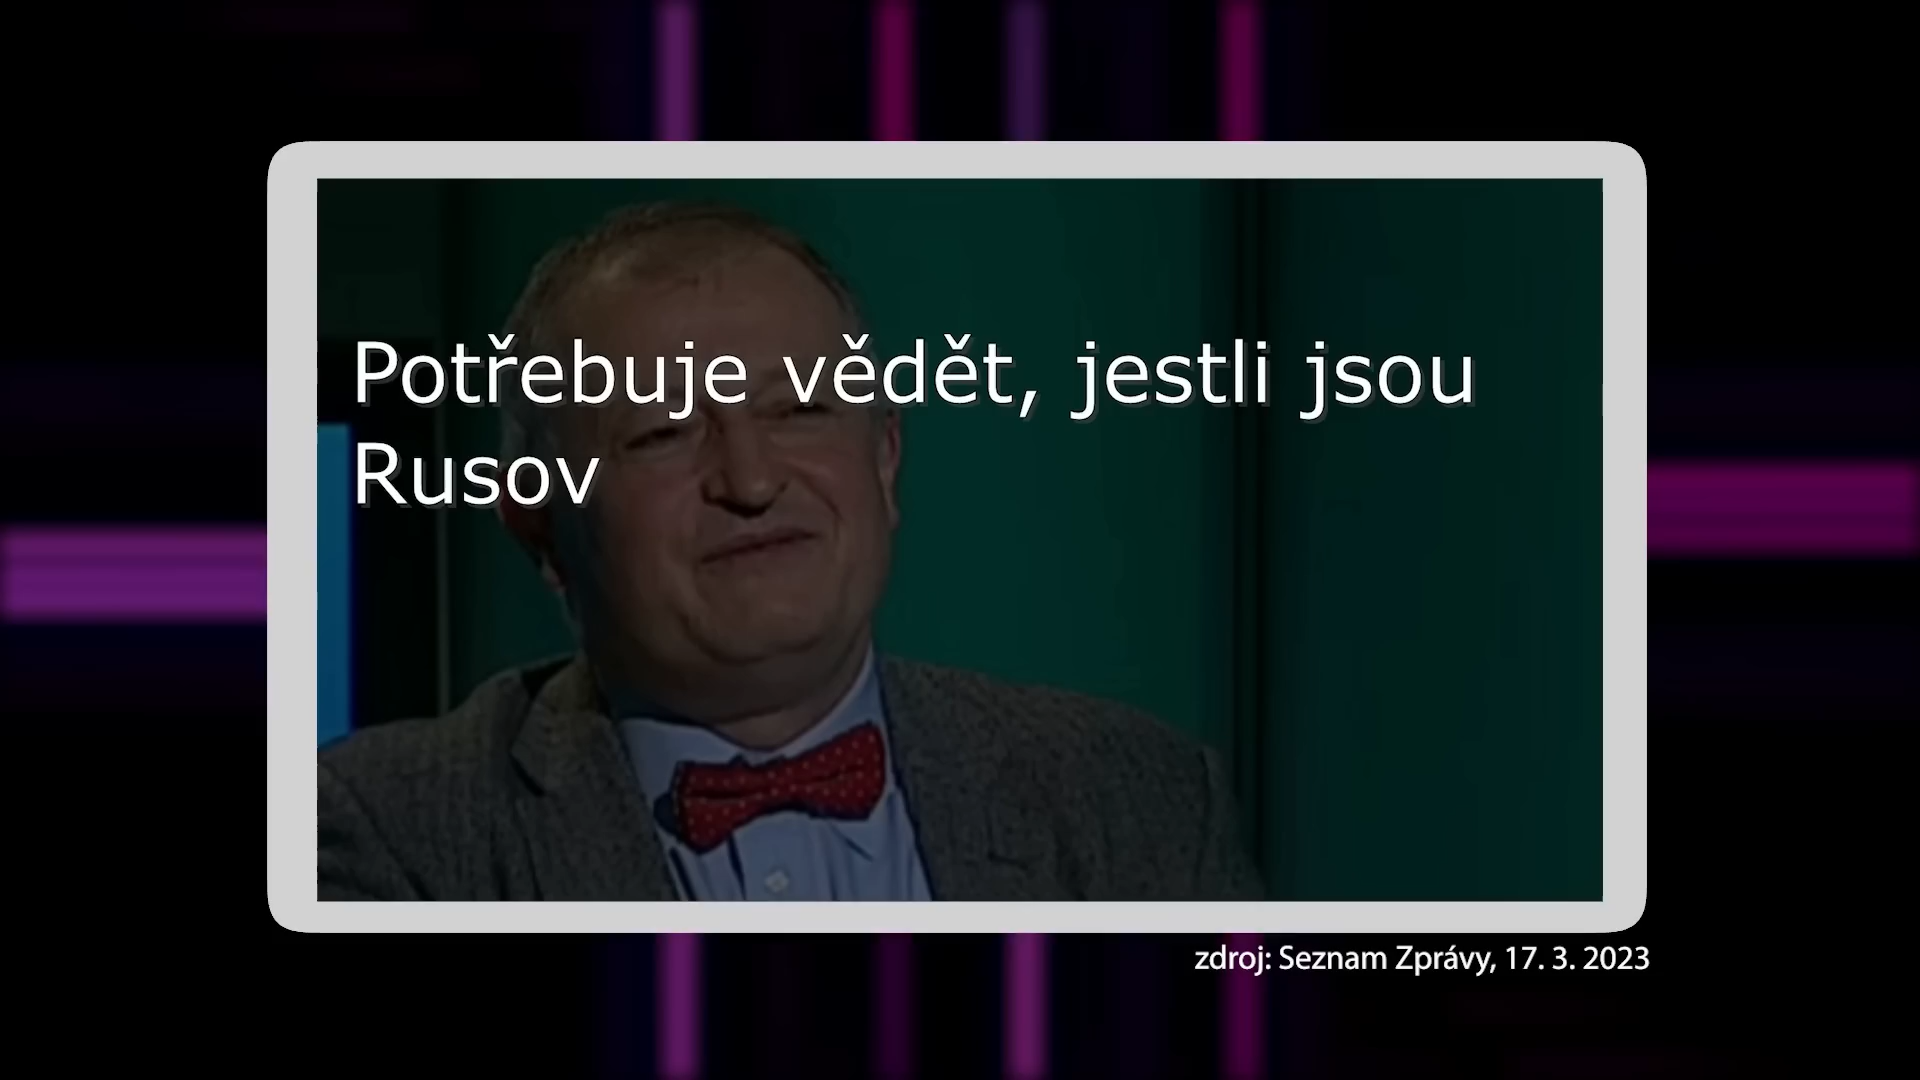 Potřebuje vědět, jestli jsou
Rusov
zdroj: Seznam Zprávy, 17. 3. 2023